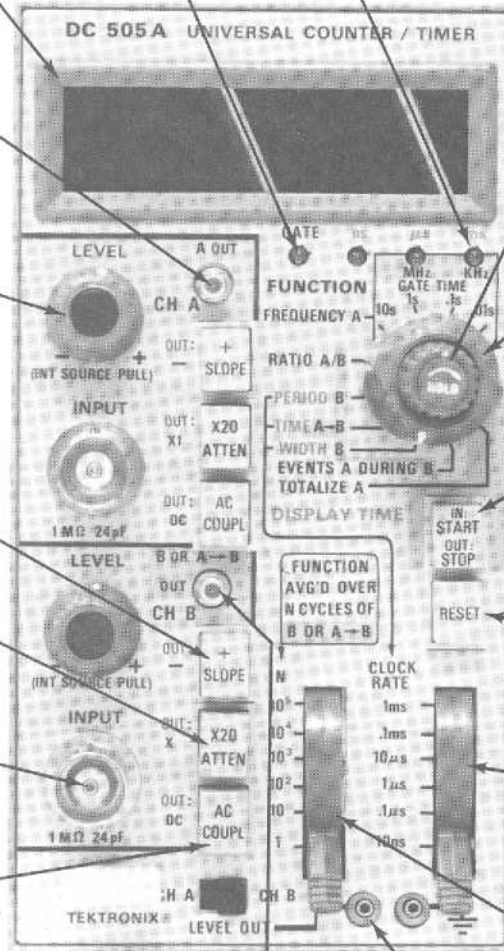 DC 505A UNIVERSAL COUNTER / TIMER
GATE
ns
µs
MHz
KHz
LEVEL
A OUT
CH A
- +
(INT SOURCE PULL)
OUT:
-
+
SLOPE
INPUT
OUT:
X1
X20
ATTEN
1 MΩ 24pF
OUT:
DC
AC
COUPL
FUNCTION
GATE TIME
10s
1s
.1s
.01s
FREQUENCY A
RATIO A/B
PERIOD B
TIME A→B
WIDTH B
EVENTS A DURING B
TOTALIZE A
DISPLAY TIME
IN:
START
OUT:
STOP
RESET
B OR A→B
OUT
LEVEL
CH B
- +
(INT SOURCE PULL)
OUT:
-
+
SLOPE
INPUT
OUT:
X
X20
ATTEN
1 MΩ 24pF
OUT:
DC
AC
COUPL
FUNCTION
AVG'D OVER
N CYCLES OF
B OR A→B
N
10⁵
10⁴
10³
10²
10
1
CLOCK
RATE
1ms
.1ms
10µs
1µs
.1µs
10ns
CH A
CH B
LEVEL OUT
TEKTRONIX®